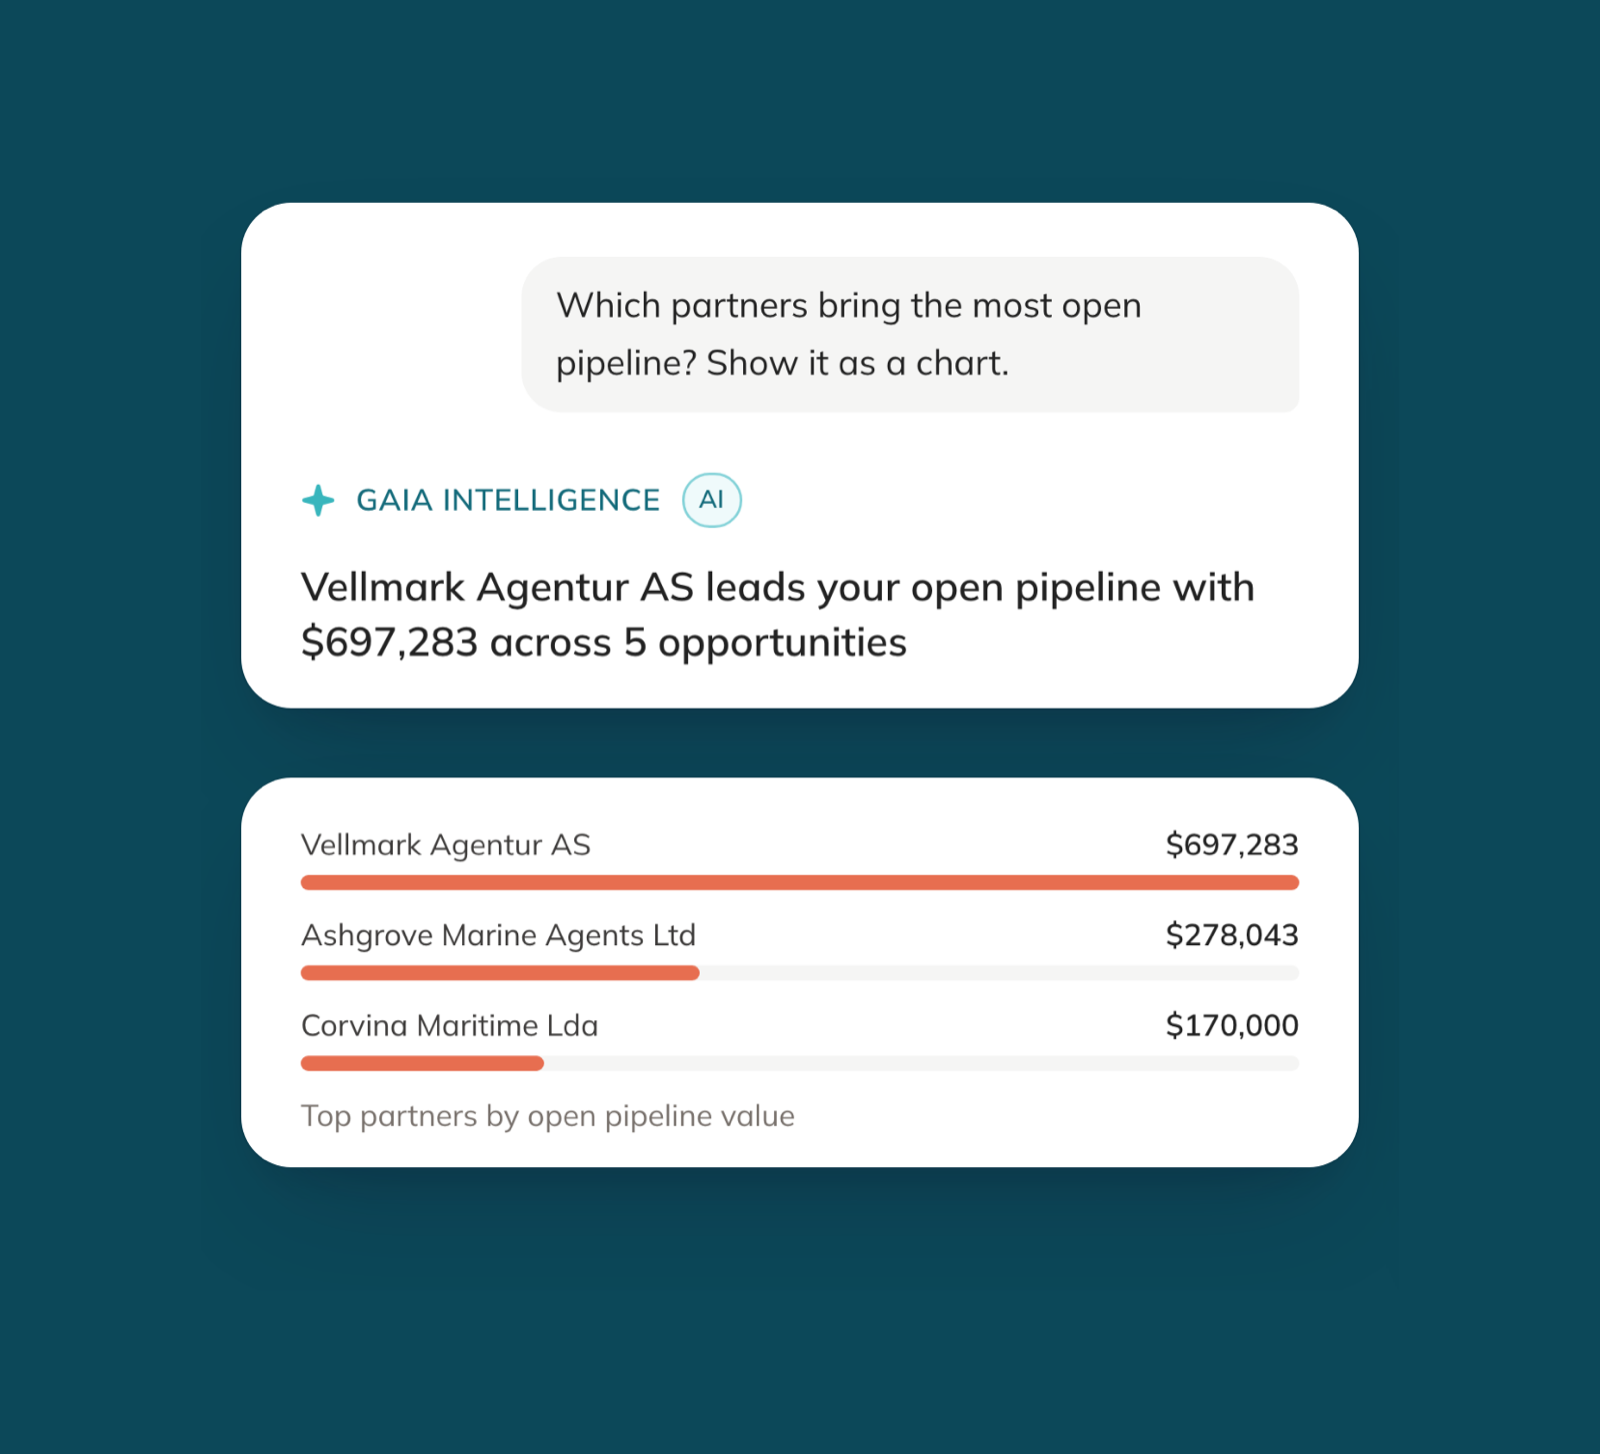 Which partners bring the most open
pipeline? Show it as a chart.
GAIA INTELLIGENCE AI
Vellmark Agentur AS leads your open pipeline with
$697,283 across 5 opportunities
Vellmark Agentur AS $697,283
Ashgrove Marine Agents Ltd $278,043
Corvina Maritime Lda $170,000
Top partners by open pipeline value